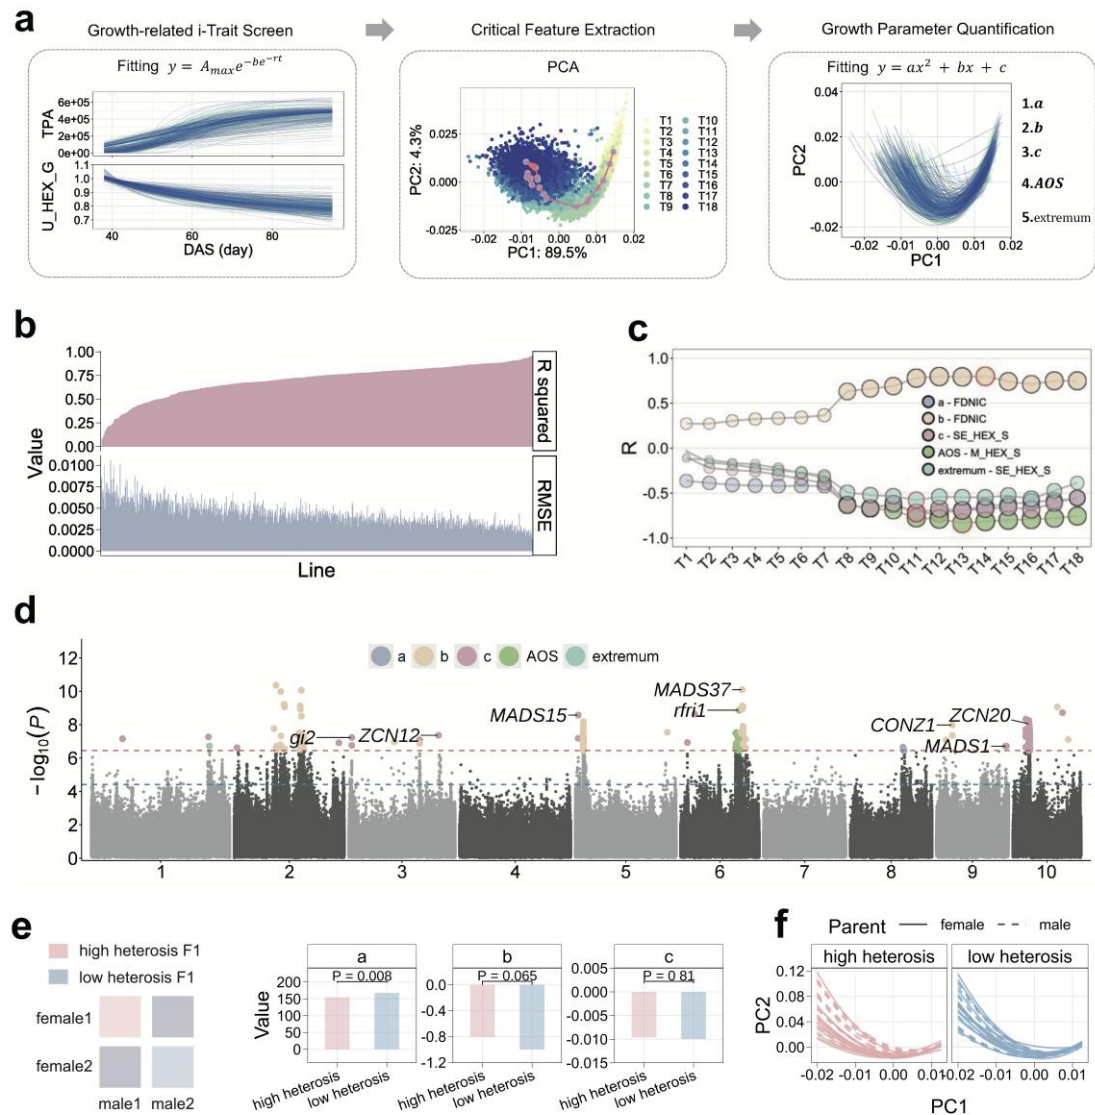 a
Growth-related i-Trait Screen
Critical Feature Extraction
Growth Parameter Quantification
Fitting y = A_max e^{-be^{-rt}}
TPA
6e+05
4e+05
2e+05
0e+00
U_HEX_G
1.1
1.0
0.9
0.8
0.7
40 60 80
DAS (day)
PCA
PC2: 4.3%
0.025
0.000
-0.025
-0.02 -0.01 0.00 0.01 0.02
PC1: 89.5%
T1 T10
T2 T11
T3 T12
T4 T13
T5 T14
T6 T15
T7 T16
T8 T17
T9 T18
Fitting y = ax² + bx + c
PC2
0.04
0.02
0.00
-0.02
-0.02 -0.01 0.00 0.01 0.02
PC1
1.a
2.b
3.c
4.AOS
5.extremum
b
Value
1.00
0.75
0.50
0.25
0.00
R squared
0.0100
0.0075
0.0050
0.0025
0.0000
RMSE
Line
c
R
1.0
0.5
0.0
-0.5
-1.0
a - FDNIC
b - FDNIC
c - SE_HEX_S
AOS - M_HEX_S
extremum - SE_HEX_S
T1 T2 T3 T4 T5 T6 T7 T8 T9 T10 T11 T12 T13 T14 T15 T16 T17 T18
d
a b c AOS extremum
−log₁₀(P)
12
10
8
6
4
2
0
gi2
ZCN12
MADS15
MADS37
rfri1
CONZ1
ZCN20
MADS1
1 2 3 4 5 6 7 8 9 10
e
high heterosis F1
low heterosis F1
female1
female2
male1 male2
Value
a
P = 0.008
200
150
100
50
0
high heterosis
low heterosis
b
P = 0.065
0.0
-0.4
-0.8
-1.2
high heterosis
low heterosis
c
P = 0.81
0.005
0.000
-0.005
-0.010
-0.015
high heterosis
low heterosis
f
Parent female male
high heterosis
low heterosis
PC2
0.12
0.08
0.04
0.00
-0.02 -0.01 0.00 0.01
-0.02 -0.01 0.00 0.01
PC1